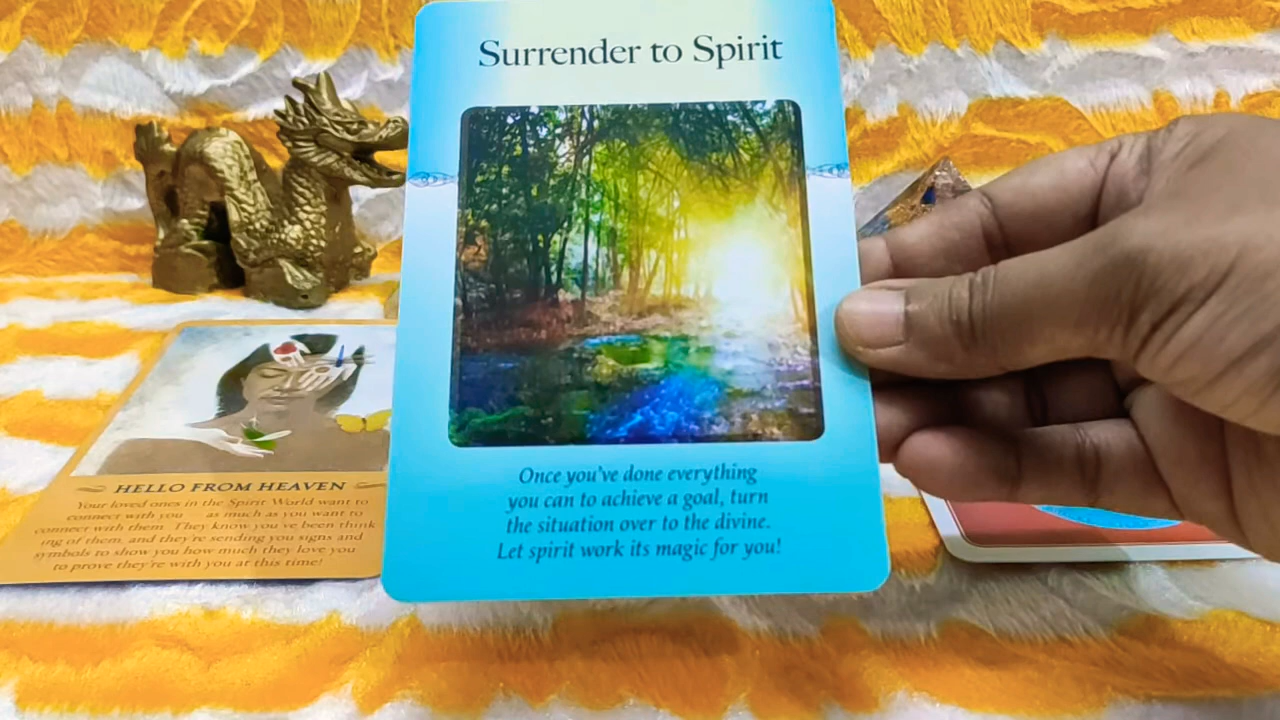 Surrender to Spirit
Once you've done everything
you can to achieve a goal, turn
the situation over to the divine.
Let spirit work its magic for you!
HELLO FROM HEAVEN
Your loved ones in the Spirit World want to
connect with you as much as you want to
connect with them. They know you've been think
ing of them, and they're sending you signs and
symbols to show you how much they love you
to prove they're with you at this time!